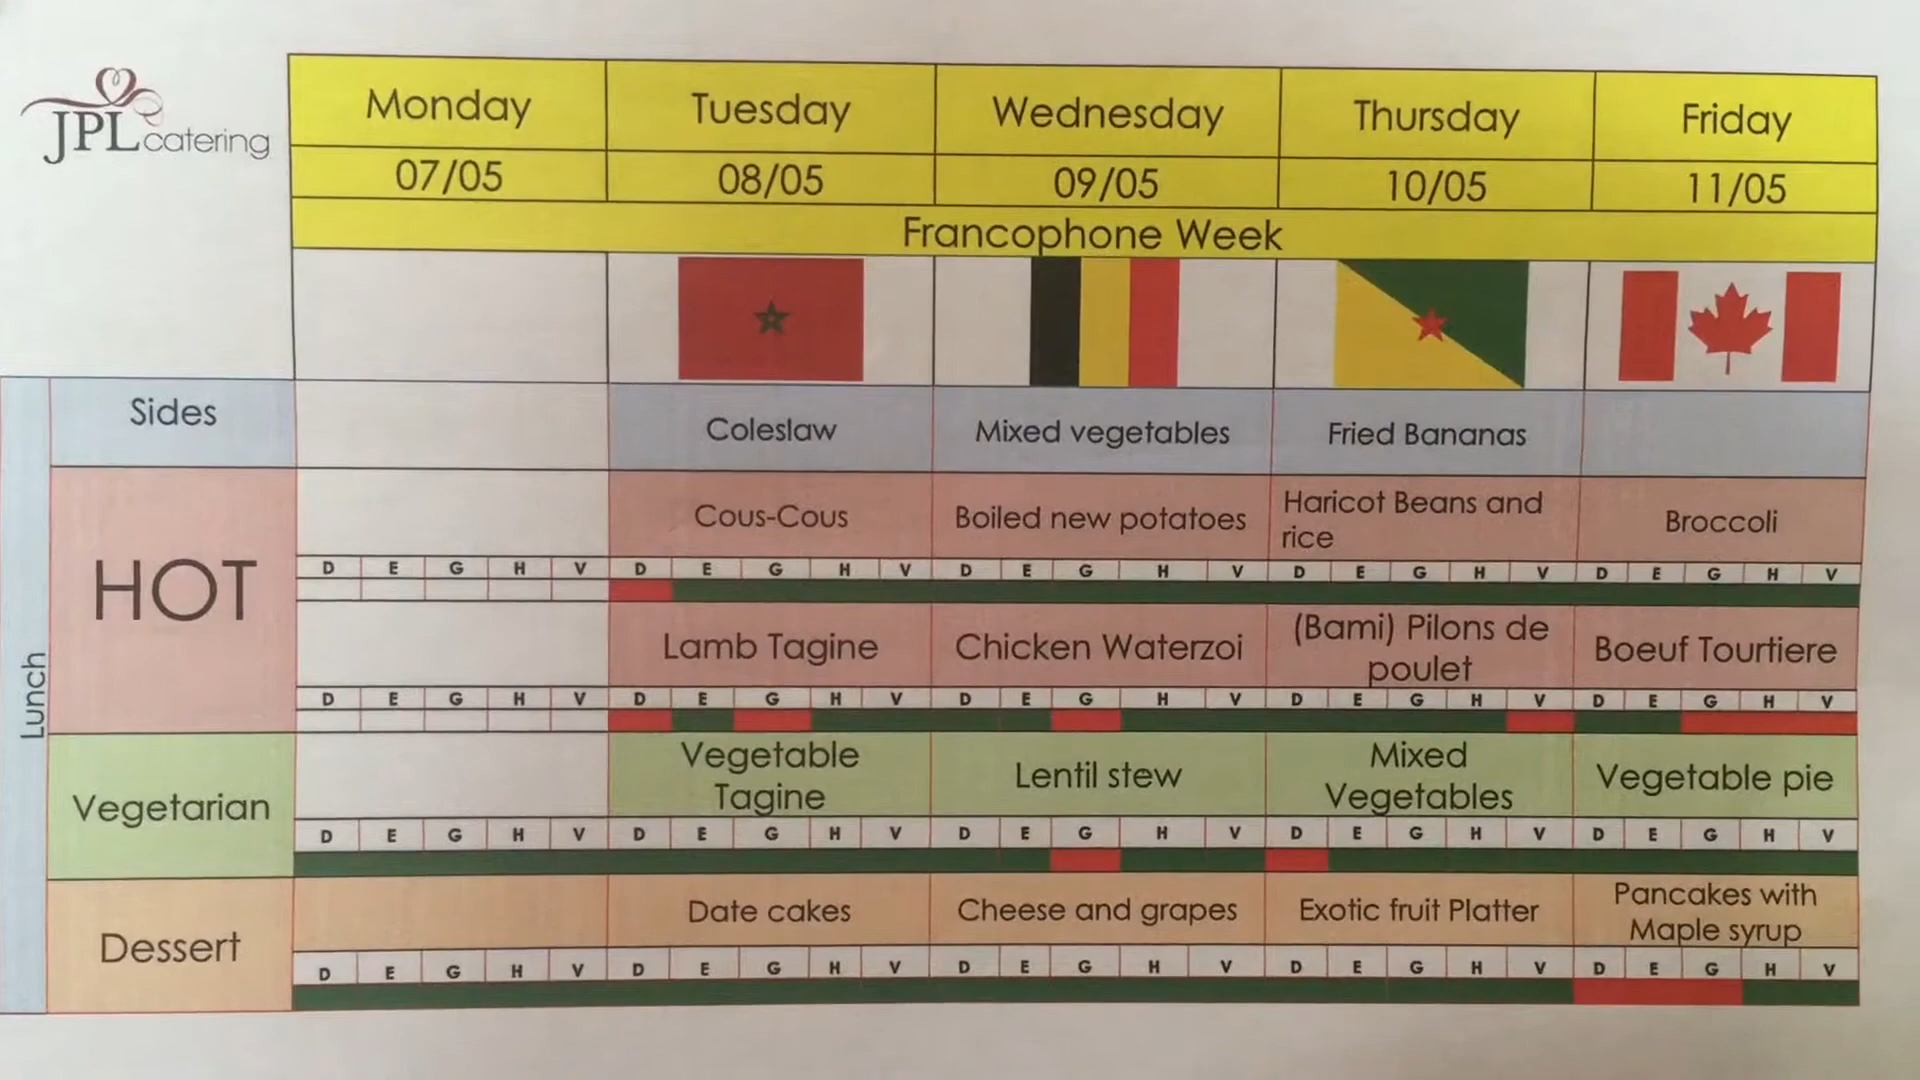 JPL catering
Monday Tuesday Wednesday Thursday Friday
07/05 08/05 09/05 10/05 11/05
Francophone Week
Lunch
Sides
Coleslaw Mixed vegetables Fried Bananas
HOT
Cous-Cous Boiled new potatoes Haricot Beans and
rice
Broccoli
D E G H V D E G H V D E G H V D E G H V D E G H V
Lamb Tagine Chicken Waterzoi (Bami) Pilons de
poulet
Boeuf Tourtiere
D E G H V D E G H V D E G H V D E G H V D E G H V
Vegetarian
Vegetable
Tagine
Lentil stew
Mixed
Vegetables
Vegetable pie
D E G H V D E G H V D E G H V D E G H V D E G H V
Dessert
Date cakes Cheese and grapes Exotic fruit Platter Pancakes with
Maple syrup
D E G H V D E G H V D E G H V D E G H V D E G H V